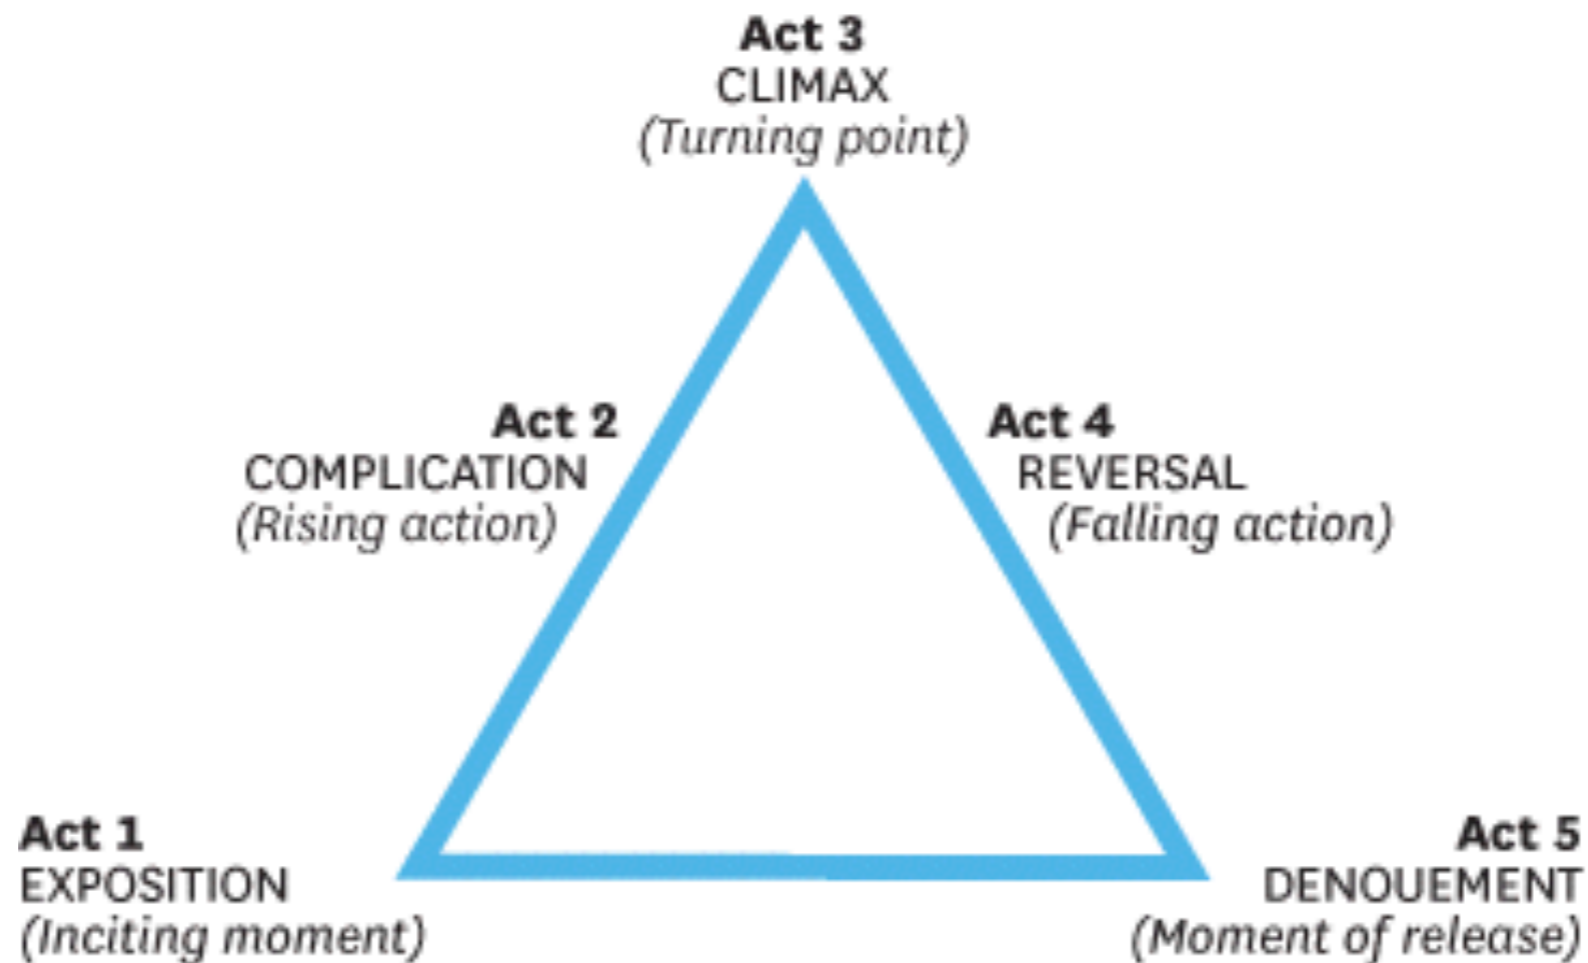 Act 3
CLIMAX
(Turning point)
Act 2
COMPLICATION
(Rising action)
Act 4
REVERSAL
(Falling action)
Act 1
EXPOSITION
(Inciting moment)
Act 5
DENOUEMENT
(Moment of release)